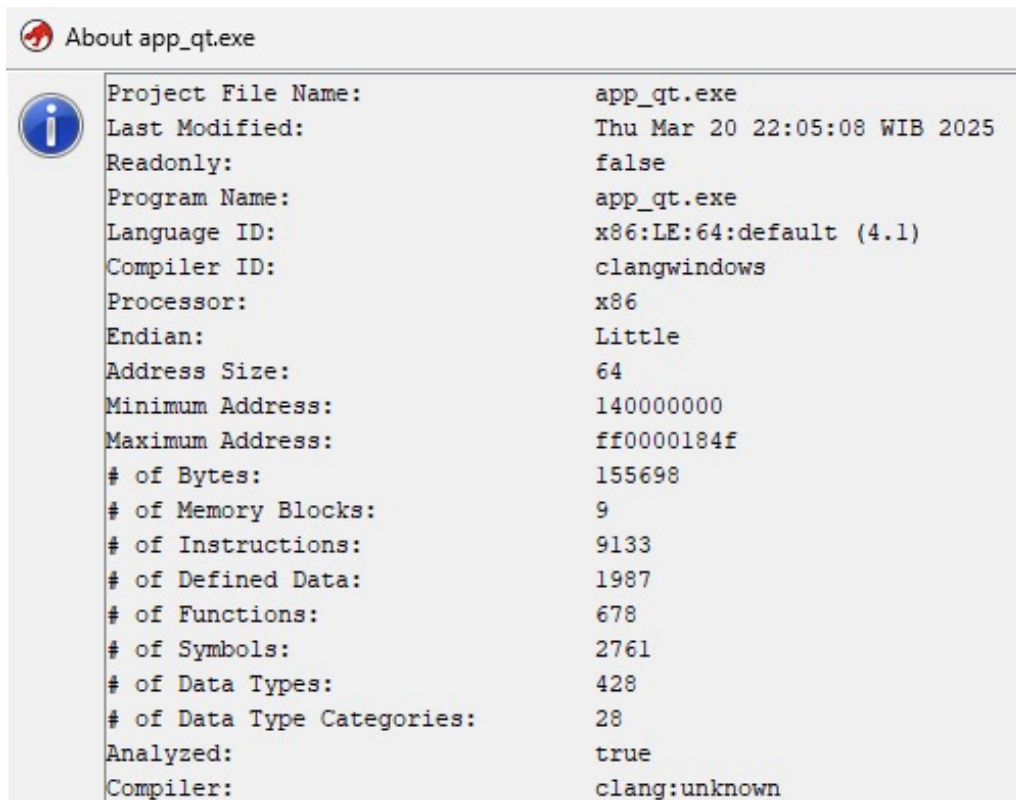 About app_qt.exe
Project File Name: app_qt.exe
Last Modified: Thu Mar 20 22:05:08 WIB 2025
Readonly: false
Program Name: app_qt.exe
Language ID: x86:LE:64:default (4.1)
Compiler ID: clangwindows
Processor: x86
Endian: Little
Address Size: 64
Minimum Address: 140000000
Maximum Address: ff0000184f
# of Bytes: 155698
# of Memory Blocks: 9
# of Instructions: 9133
# of Defined Data: 1987
# of Functions: 678
# of Symbols: 2761
# of Data Types: 428
# of Data Type Categories: 28
Analyzed: true
Compiler: clang:unknown